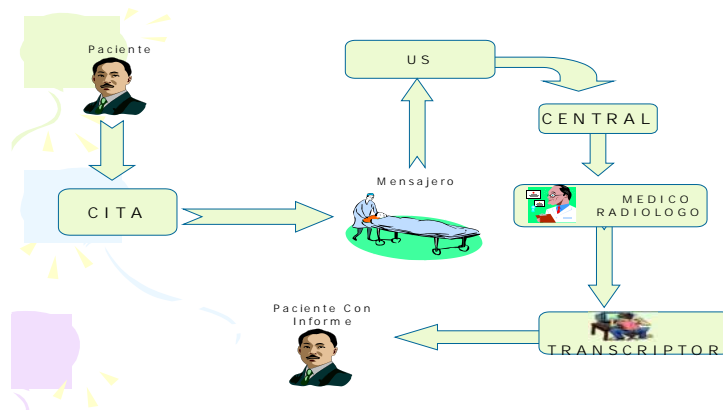 Paciente
US
CENTRAL
Mensajero
MEDICO
RADIOLOGO
CITA
Paciente Con
Informe
TRANSCRIPTOR